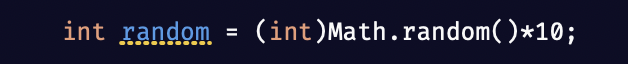 int random = (int)Math.random()*10;